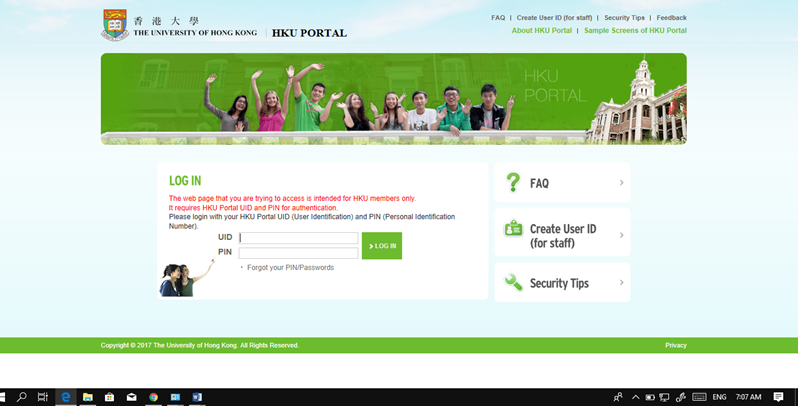 香港大學
THE UNIVERSITY OF HONG KONG | HKU PORTAL
FAQ | Create User ID (for staff) | Security Tips | Feedback
About HKU Portal | Sample Screens of HKU Portal
HKU
PORTAL
LOG IN
The web page that you are trying to access is intended for HKU members only.
It requires HKU Portal UID and PIN for authentication.
Please login with your HKU Portal UID (User Identification) and PIN (Personal Identification
Number).
UID
PIN
LOG IN
Forgot your PIN/Passwords
FAQ
Create User ID
(for staff)
Security Tips
Copyright © 2017 The University of Hong Kong. All Rights Reserved.
Privacy
ENG
7:07 AM